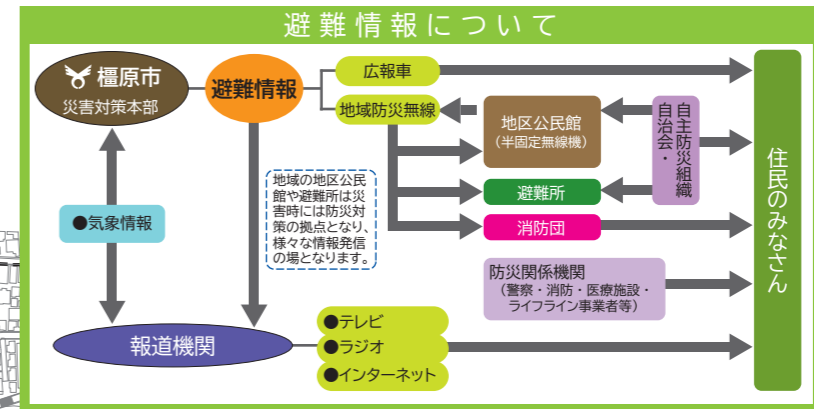 避難情報について
橿原市
災害対策本部
避難情報
広報車
地域防災無線
地区公民館
（半固定無線機）
自主防災組織
自治会・
避難所
消防団
住民のみなさん
地域の地区公民
館や避難所は災
害時には防災対
策の拠点となり、
様々な情報発信
の場となります。
●気象情報
防災関係機関
（警察・消防・医療施設・
ライフライン事業者等）
報道機関
●テレビ
●ラジオ
●インターネット